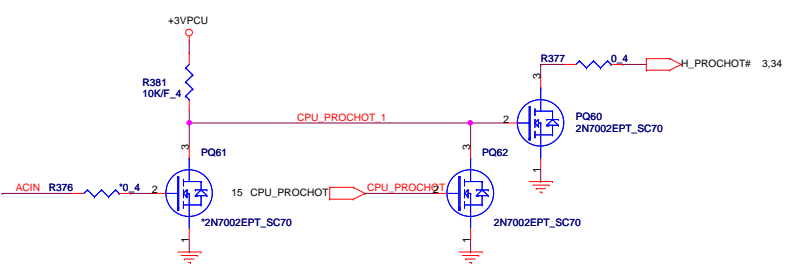 +3VPCU
R381
10K/F_4
R377
0_4
H_PROCHOT# 3,34
3
2
PQ60
2N7002EPT_SC70
1
CPU_PROCHOT_1
3
PQ61
3
PQ62
ACIN
R376
*0_4
2
15 CPU_PROCHOT
CPU_PROCHOT
2
*2N7002EPT_SC70
2N7002EPT_SC70
1
1